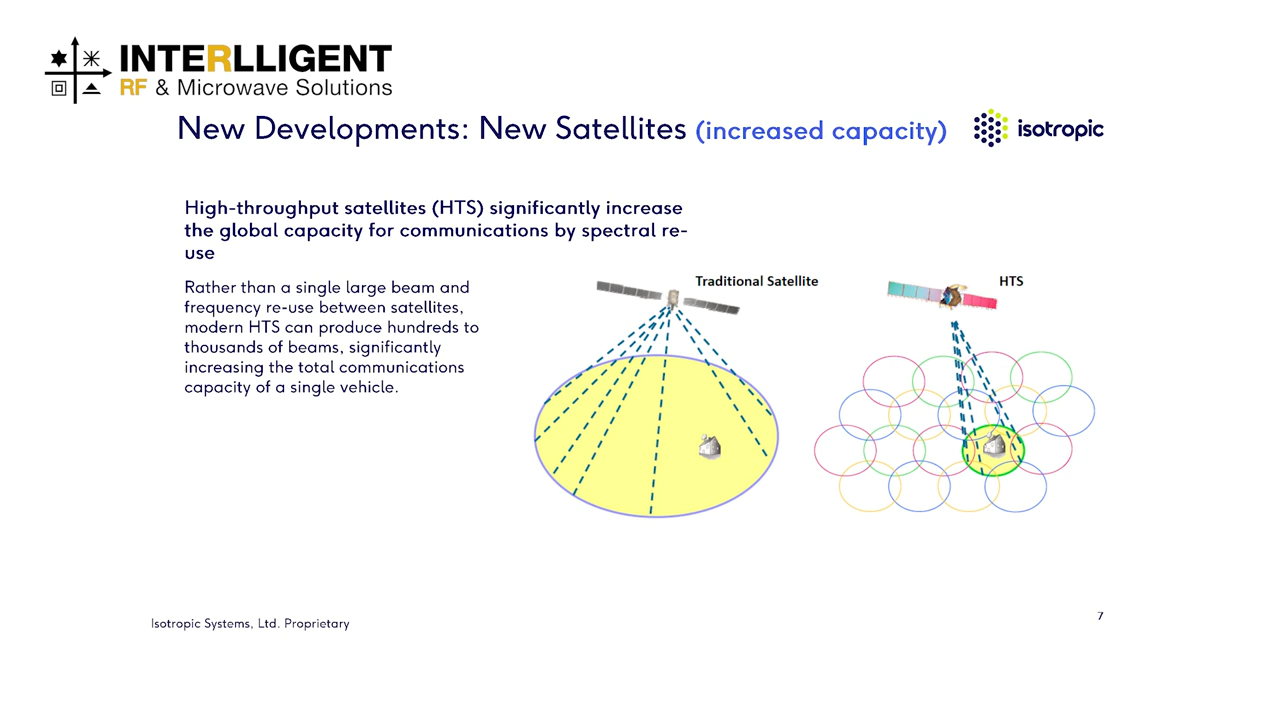 INTERLLIGENT
RF & Microwave Solutions
New Developments: New Satellites (increased capacity)
isotropic
High-throughput satellites (HTS) significantly increase
the global capacity for communications by spectral re-
use
Rather than a single large beam and
frequency re-use between satellites,
modern HTS can produce hundreds to
thousands of beams, significantly
increasing the total communications
capacity of a single vehicle.
Traditional Satellite
HTS
Isotropic Systems, Ltd. Proprietary
7